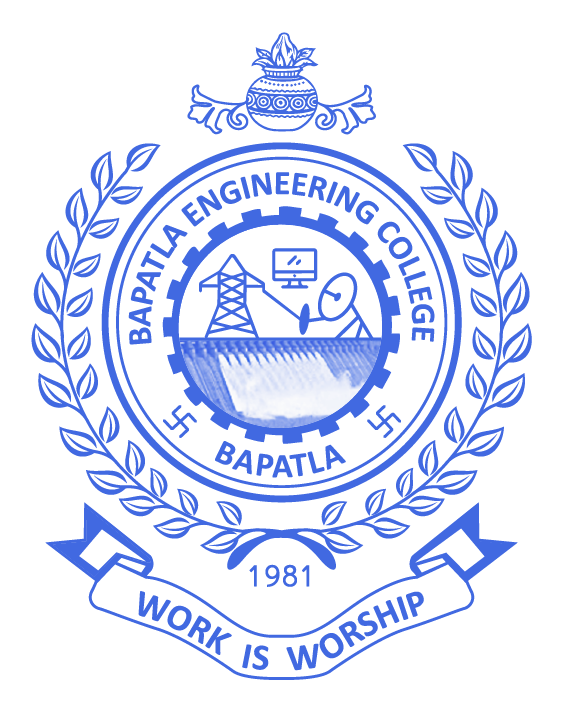 BAPATLA ENGINEERING COLLEGE
BAPATLA
1981
WORK IS WORSHIP